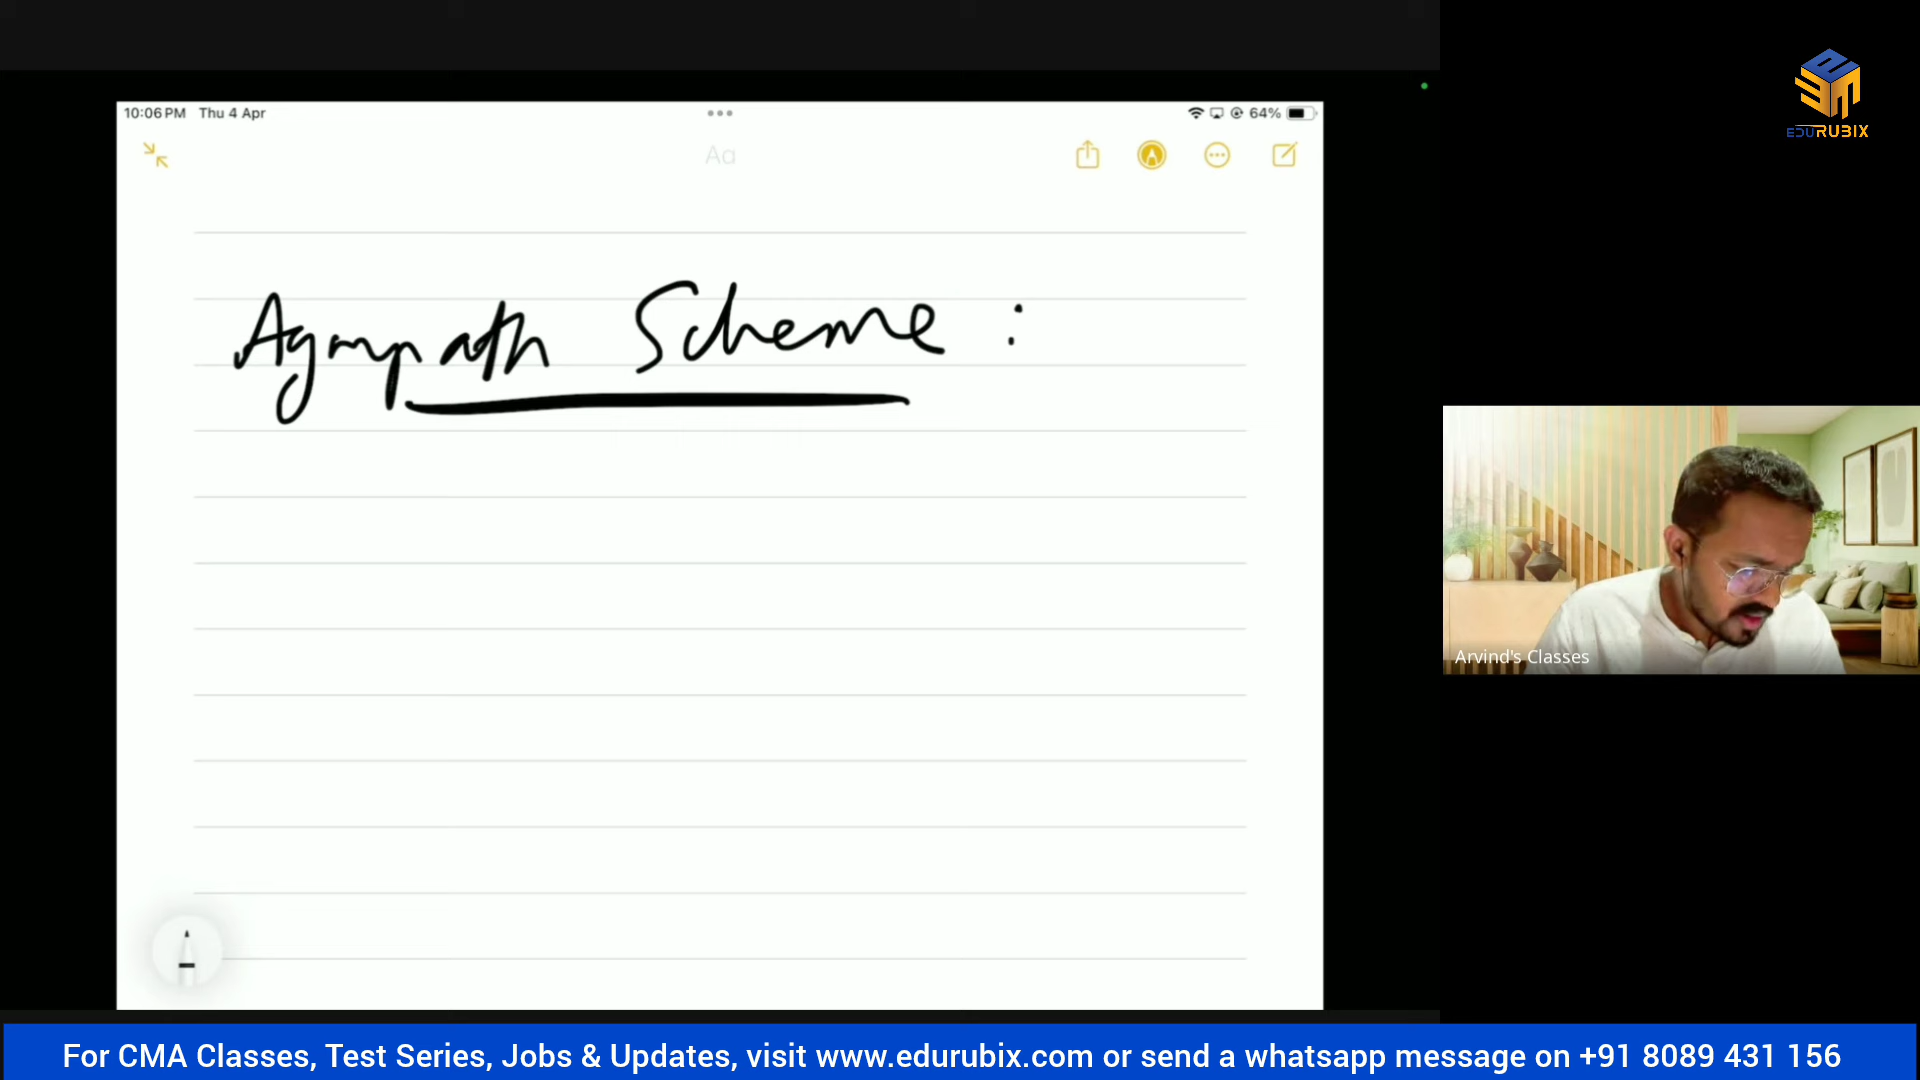 EDURUBIX
10:06 PM Thu 4 Apr
64%
Aa
Agnipath Scheme :
Arvind's Classes
For CMA Classes, Test Series, Jobs & Updates, visit www.edurubix.com or send a whatsapp message on +91 8089 431 156